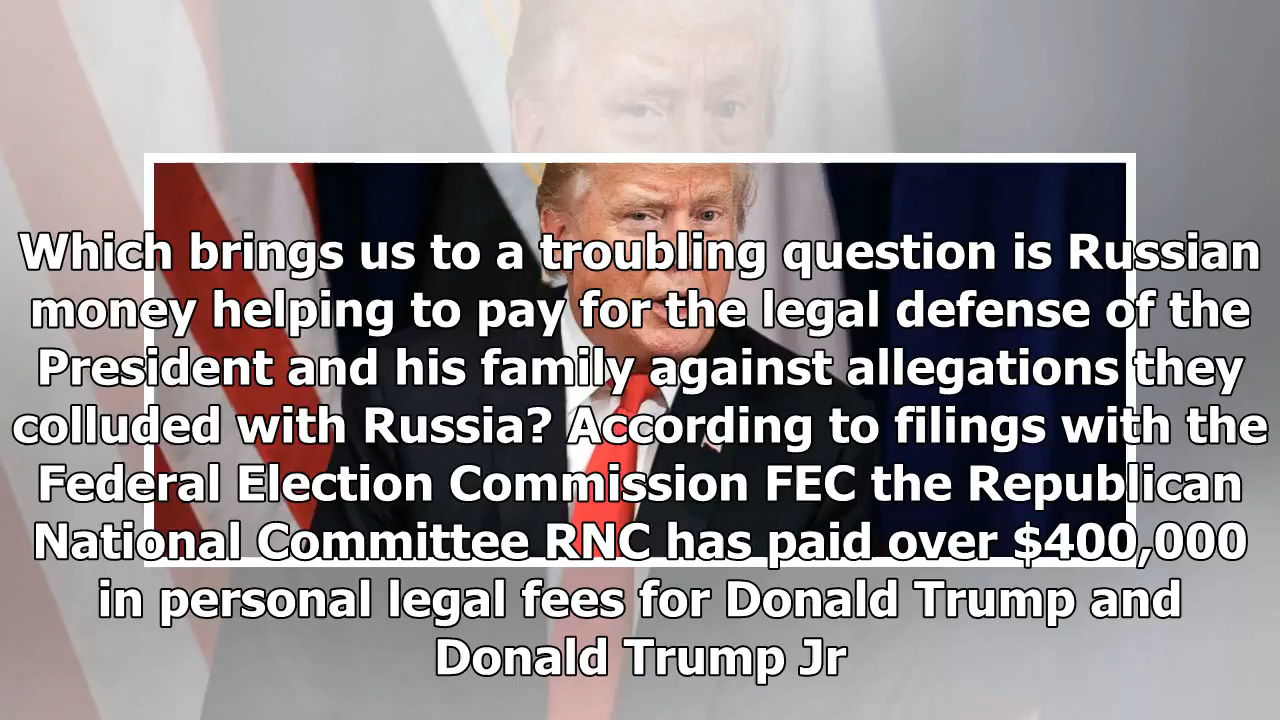 Which brings us to a troubling question is Russian
money helping to pay for the legal defense of the
President and his family against allegations they
colluded with Russia? According to filings with the
Federal Election Commission FEC the Republican
National Committee RNC has paid over $400,000
in personal legal fees for Donald Trump and
Donald Trump Jr